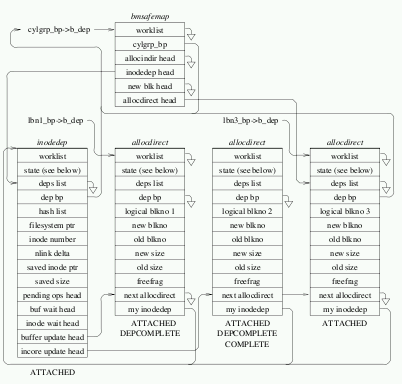 bmsafemap
cylgrp_bp->b_dep
worklist
cylgrp_bp
allocindir head
inodedep head
new blk head
allocdirect head
lbn1_bp->b_dep
lbn3_bp->b_dep
inodedep
worklist
state (see below)
deps list
dep bp
hash list
filesystem ptr
inode number
nlink delta
saved inode ptr
saved size
pending ops head
buf wait head
inode wait head
buffer update head
incore update head
ATTACHED
allocdirect
worklist
state (see below)
deps list
dep bp
logical blkno 1
new blkno
old blkno
new size
old size
freefrag
next allocdirect
my inodedep
ATTACHED
DEPCOMPLETE
allocdirect
worklist
state (see below)
deps list
dep bp
logical blkno 2
new blkno
old blkno
new size
old size
freefrag
next allocdirect
my inodedep
ATTACHED
DEPCOMPLETE
COMPLETE
allocdirect
worklist
state (see below)
deps list
dep bp
logical blkno 3
new blkno
old blkno
new size
old size
freefrag
next allocdirect
my inodedep
ATTACHED